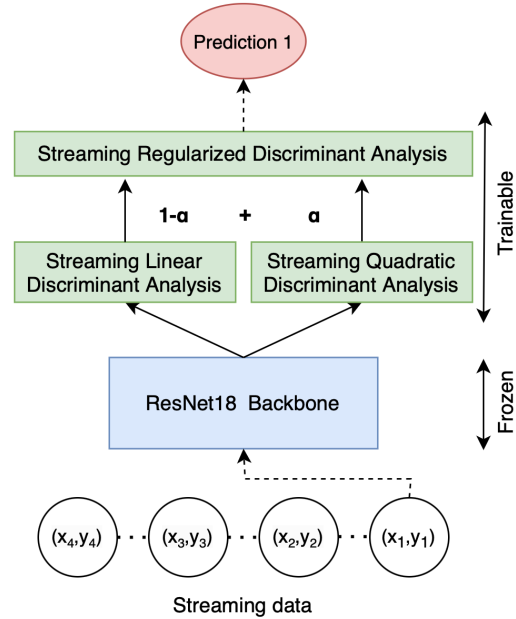 Prediction 1
Streaming Regularized Discriminant Analysis
1-α + α
Streaming Linear
Discriminant Analysis
Streaming Quadratic
Discriminant Analysis
Trainable
ResNet18 Backbone
Frozen
(x₄,y₄) ··· (x₃,y₃) ··· (x₂,y₂) ··· (x₁,y₁)
Streaming data